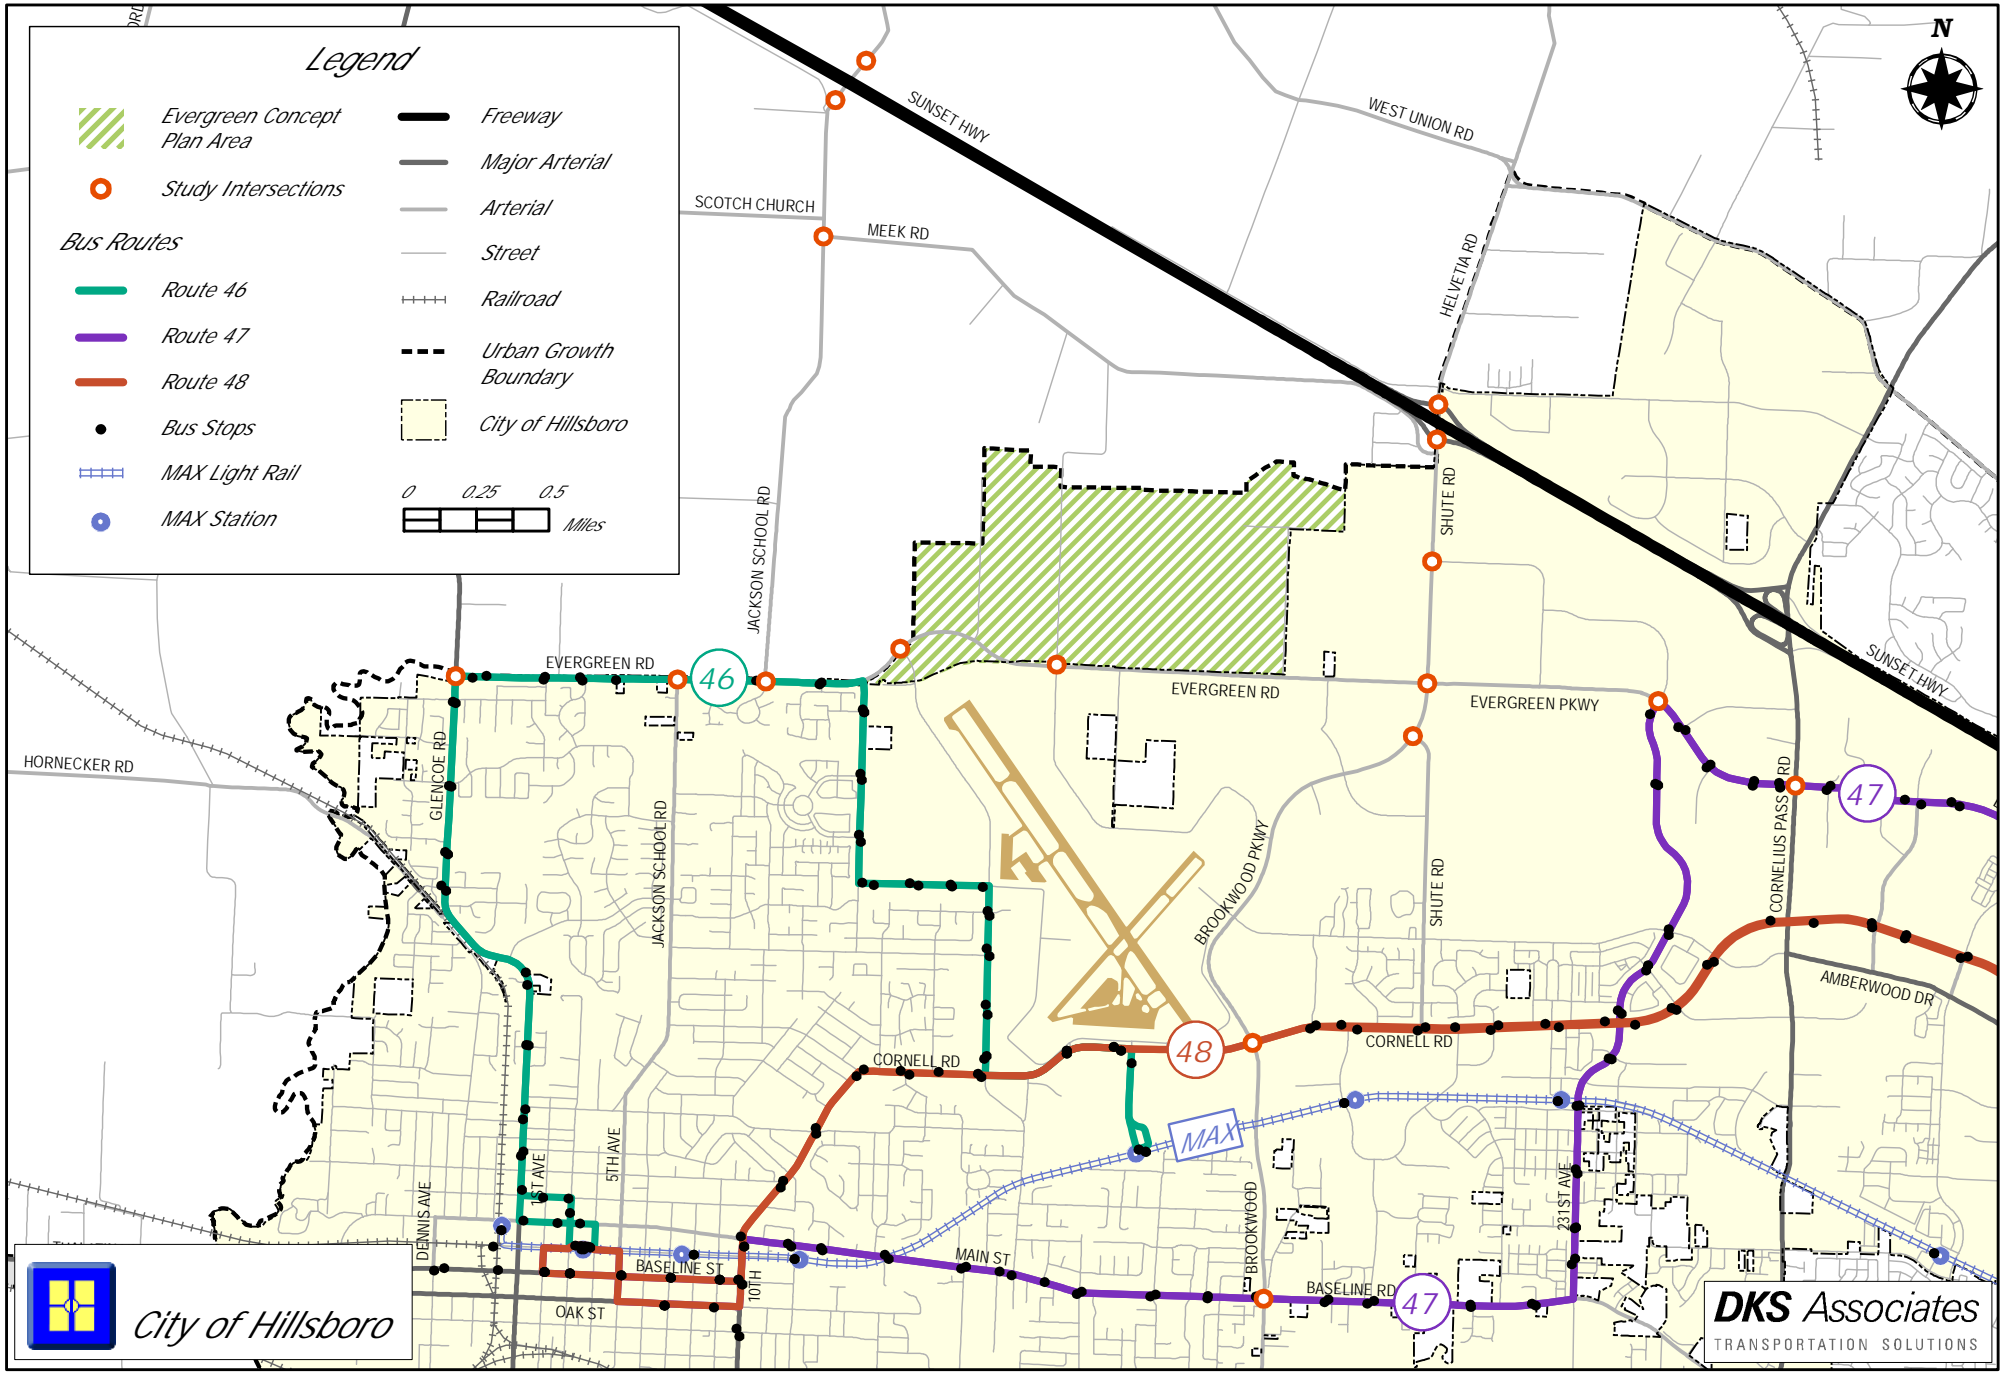 Legend
Evergreen Concept
Plan Area
Study Intersections
Bus Routes
Route 46
Route 47
Route 48
Bus Stops
MAX Light Rail
MAX Station
Freeway
Major Arterial
Arterial
Street
Railroad
Urban Growth
Boundary
City of Hillsboro
0 0.25 0.5
Miles
N
SUNSET HWY
WEST UNION RD
SCOTCH CHURCH
MEEK RD
HELVETIA RD
JACKSON SCHOOL RD
SHUTE RD
EVERGREEN RD
46
EVERGREEN RD
EVERGREEN PKWY
SUNSET HWY
HORNECKER RD
GLENCOE RD
JACKSON SCHOOL RD
BROOKWOOD PKWY
SHUTE RD
CORNELIUS PASS RD
47
AMBERWOOD DR
CORNELL RD
48
CORNELL RD
MAX
DENNIS AVE
1ST AVE
5TH AVE
10TH
BASELINE ST
OAK ST
MAIN ST
BROOKWOOD
BASELINE RD
47
231ST AVE
City of Hillsboro
DKS Associates
TRANSPORTATION SOLUTIONS